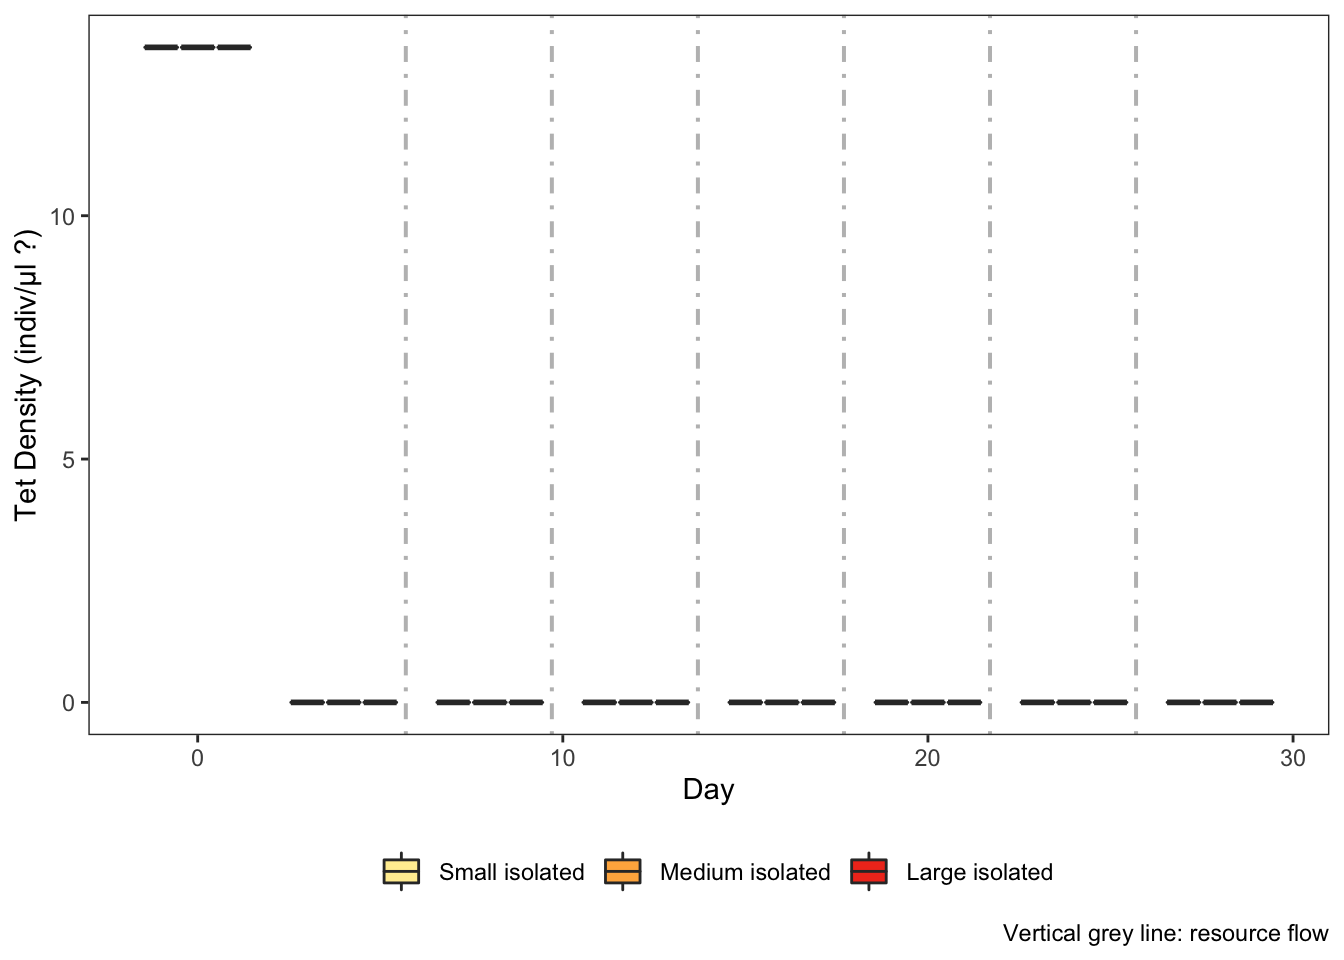 Tet Density (indiv/µl ?)
10
5
0
0 10 20 30
Day
Small isolated Medium isolated Large isolated
Vertical grey line: resource flow